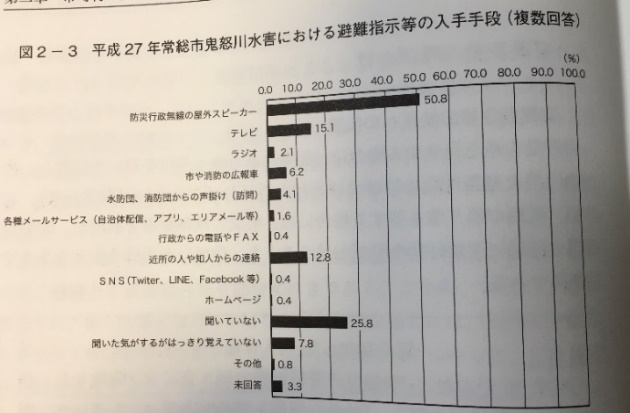 図2-3 平成27年常総市鬼怒川水害における避難指示等の入手手段(複数回答)
(%)
0.0 10.0 20.0 30.0 40.0 50.0 60.0 70.0 80.0 90.0 100.0
防災行政無線の屋外スピーカー 50.8
テレビ 15.1
ラジオ 2.1
市や消防の広報車 6.2
水防団、消防団からの声掛け(訪問) 4.1
各種メールサービス(自治体配信、アプリ、エリアメール等) 1.6
行政からの電話やFAX 0.4
近所の人や知人からの連絡 12.8
SNS(Twiter、LINE、Facebook等) 0.4
ホームページ 0.4
聞いていない 25.8
聞いた気がするがはっきり覚えていない 7.8
その他 0.8
未回答 3.3